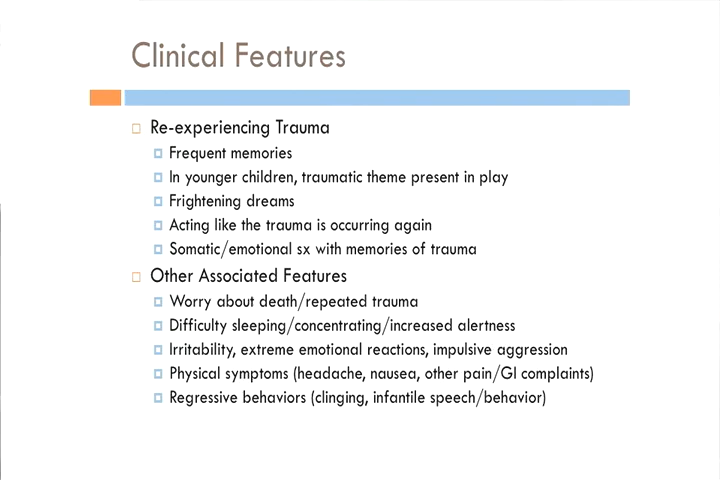 Clinical Features
Re-experiencing Trauma
Frequent memories
In younger children, traumatic theme present in play
Frightening dreams
Acting like the trauma is occurring again
Somatic/emotional sx with memories of trauma
Other Associated Features
Worry about death/repeated trauma
Difficulty sleeping/concentrating/increased alertness
Irritability, extreme emotional reactions, impulsive aggression
Physical symptoms (headache, nausea, other pain/GI complaints)
Regressive behaviors (clinging, infantile speech/behavior)